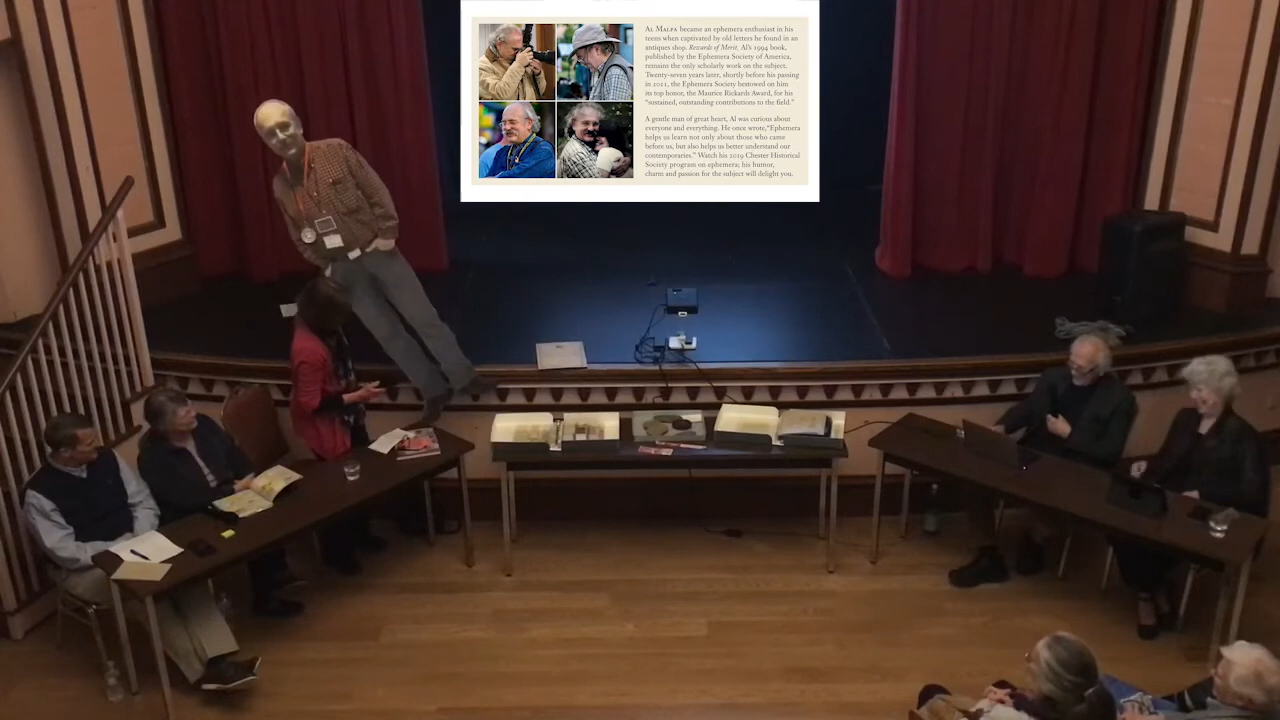 AL MALPA became an ephemera enthusiast in his
teens when captivated by old letters he found in an
antiques shop. Rewards of Merit, Al's 1994 book,
published by the Ephemera Society of America,
remains the only scholarly work on the subject.
Twenty-seven years later, shortly before his passing
in 2021, the Ephemera Society bestowed on him
its top honor, the Maurice Rickards Award, for his
"sustained, outstanding contributions to the field."
A gentle man of great heart, Al was curious about
everyone and everything. He once wrote, "Ephemera
helps us learn not only about those who came
before us, but also helps us better understand our
contemporaries." Watch his 2019 Chester Historical
Society program on ephemera; his humor,
charm and passion for the subject will delight you.